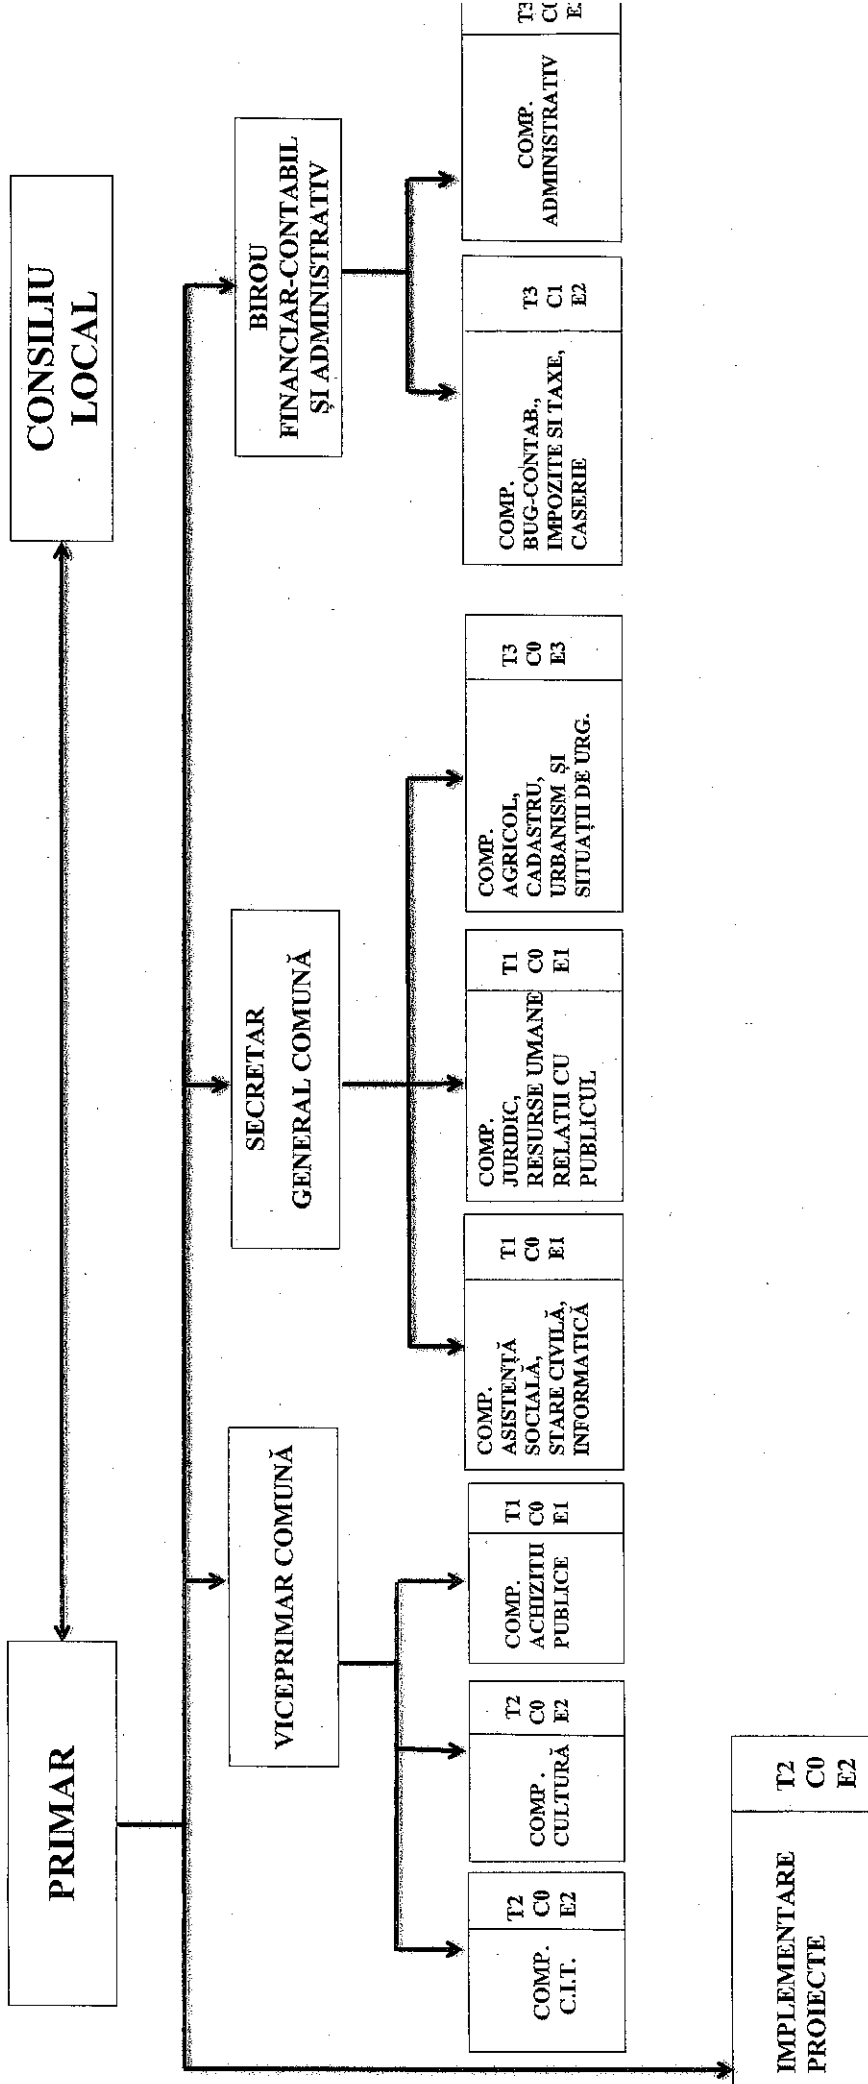 PRIMAR
CONSILIU
LOCAL
VICEPRIMAR COMUNĂ
SECRETAR
GENERAL COMUNĂ
BIROU
FINANCIAR-CONTABIL
ȘI ADMINISTRATIV
COMP.
C.I.T.
T2
C0
E2
COMP.
CULTURĂ
T2
C0
E2
COMP.
ACHIZITII
PUBLICE
T1
C0
E1
COMP.
ASISTENȚĂ
SOCIALĂ,
STARE CIVILĂ,
INFORMATICĂ
T1
C0
E1
COMP.
JURIDIC,
RESURSE UMANE
RELATII CU
PUBLICUL
T1
C0
E1
COMP.
AGRICOL,
CADASTRU,
URBANISM ȘI
SITUAȚII DE URG.
T3
C0
E3
COMP.
BUG-CONTAB.,
IMPOZITE SI TAXE,
CASERIE
T3
C1
E2
COMP.
ADMINISTRATIV
T3
IMPLEMENTARE
PROIECTE
T2
C0
E2